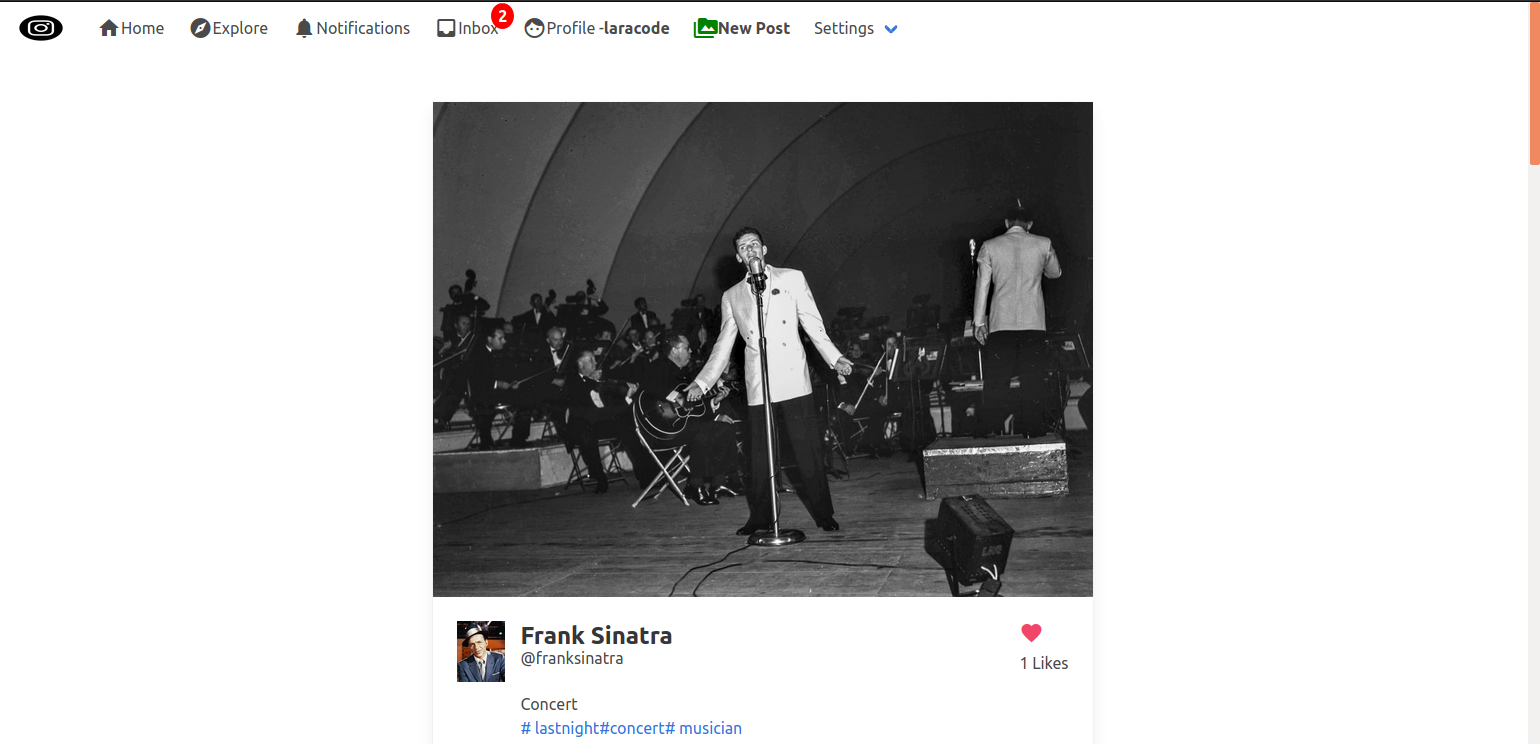 Home Explore Notifications Inbox 2 Profile -laracode New Post Settings
Frank Sinatra
@franksinatra
1 Likes
Concert
# lastnight#concert# musician